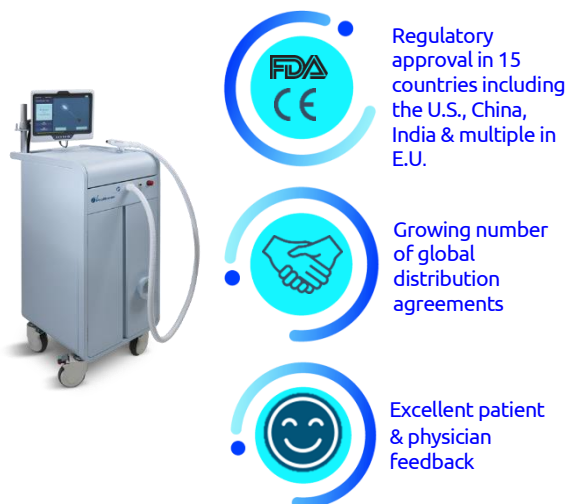 FDA
CE
Regulatory
approval in 15
countries including
the U.S., China,
India & multiple in
E.U.
Growing number
of global
distribution
agreements
Excellent patient
& physician
feedback